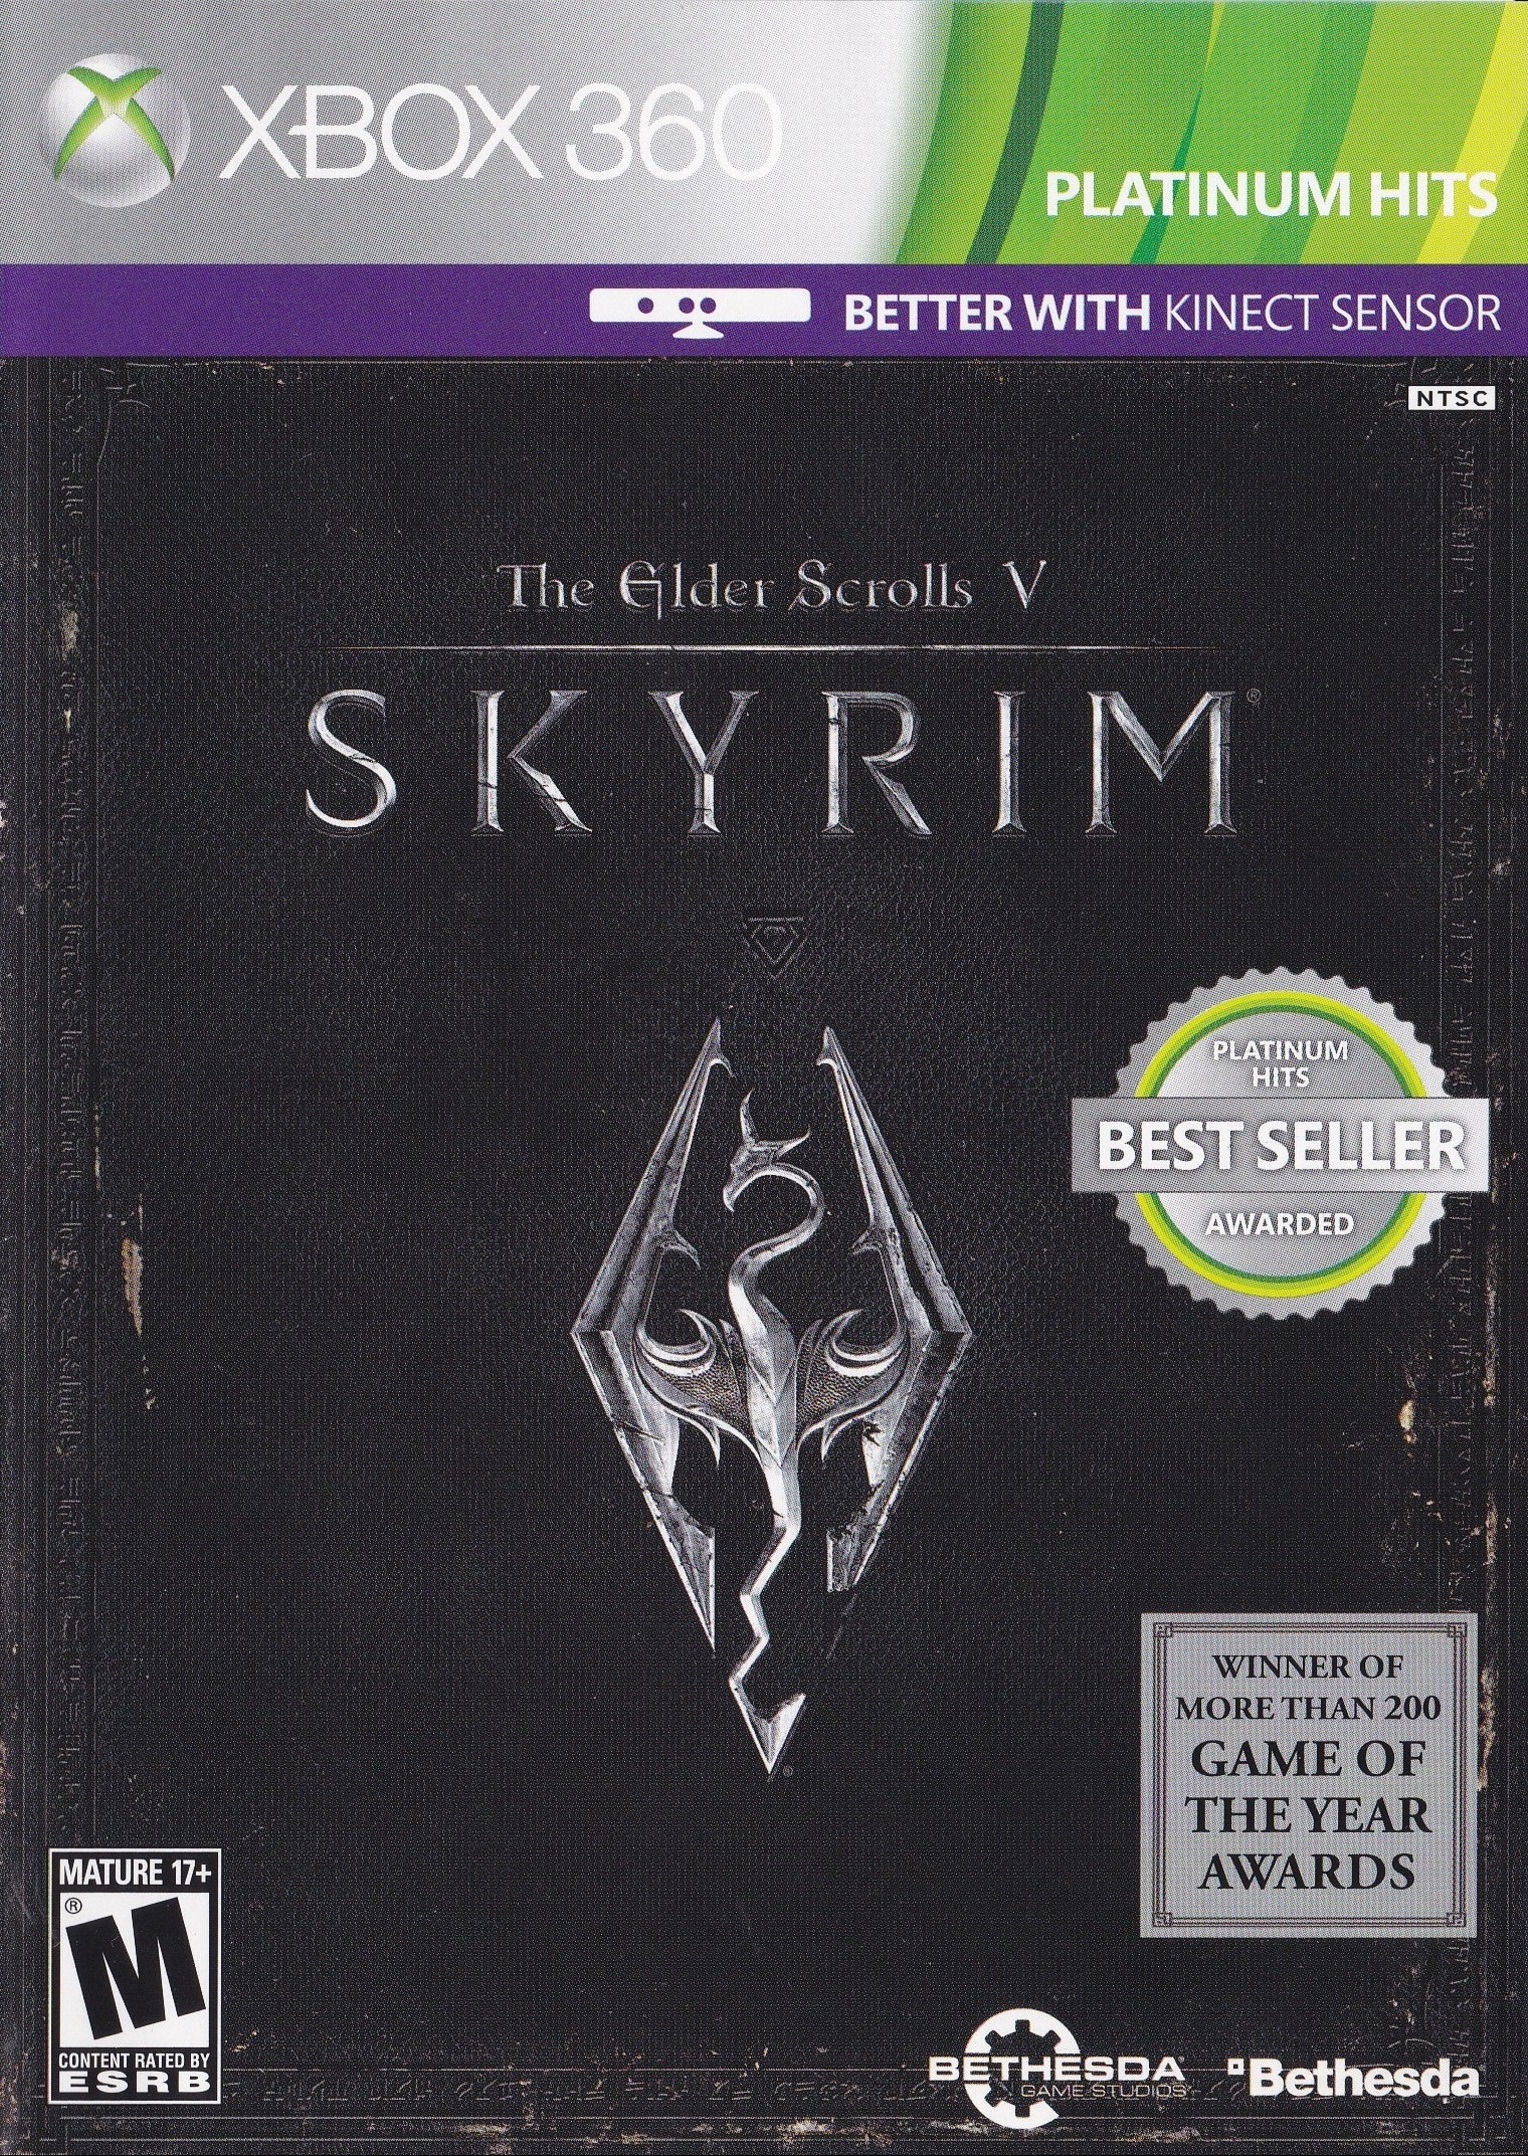 XBOX 360
PLATINUM HITS
BETTER WITH KINECT SENSOR
NTSC
The Elder Scrolls V
SKYRIM®
PLATINUM
HITS
BEST SELLER
AWARDED
WINNER OF
MORE THAN 200
GAME OF
THE YEAR
AWARDS
MATURE 17+
®
M
CONTENT RATED BY
ESRB
BETHESDA®
GAME STUDIOS
Bethesda